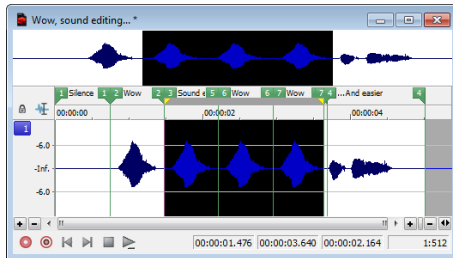 Wow, sound editing... *
1 Silence 1 2 Wow 2 3 Sound e 5 6 Wow 6 7 Wow 7 4 ...And easier 4
00:00:00 00:00:02 00:00:04
1
-6.0
-Inf.
-6.0
00:00:01.476 00:00:03.640 00:00:02.164 1:512